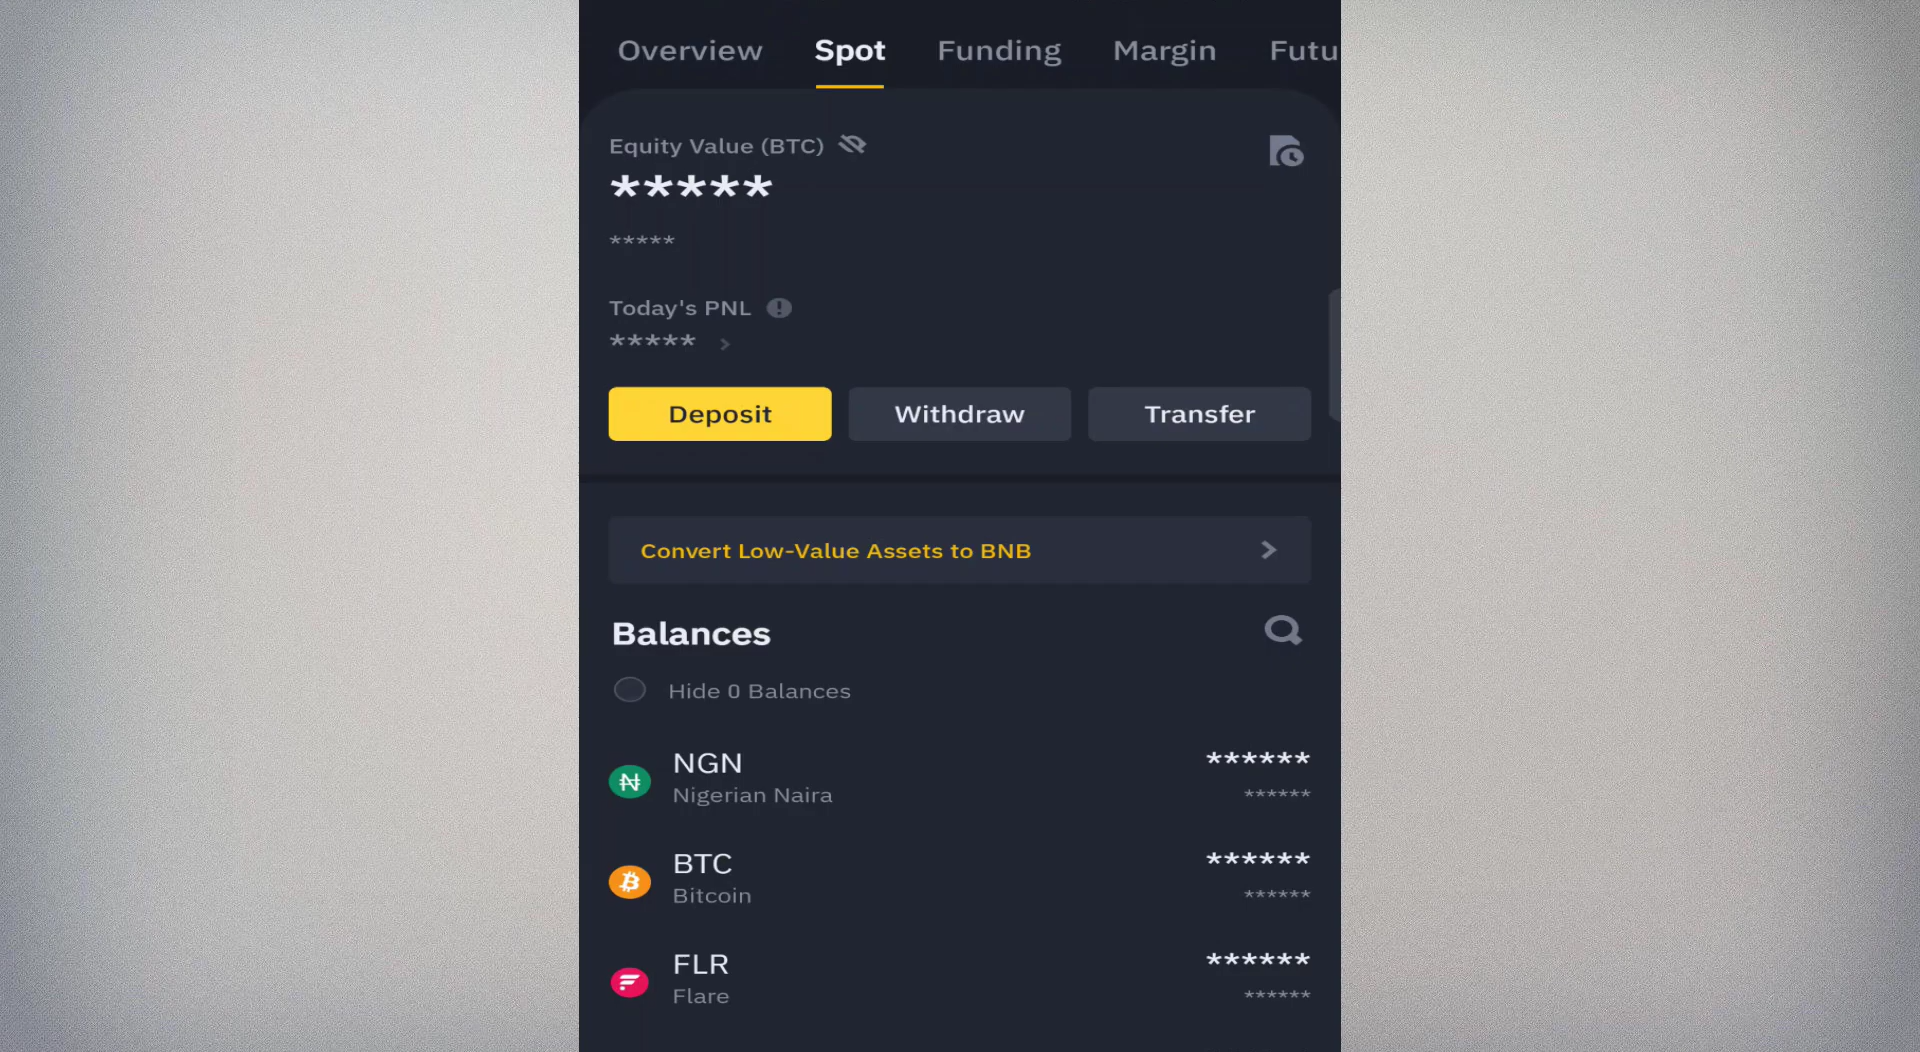 Overview Spot Funding Margin Futu
Equity Value (BTC)
*****
*****
Today's PNL
*****
Deposit Withdraw Transfer
Convert Low-Value Assets to BNB
Balances
Hide 0 Balances
NGN ******
Nigerian Naira ******
BTC ******
Bitcoin ******
FLR ******
Flare ******